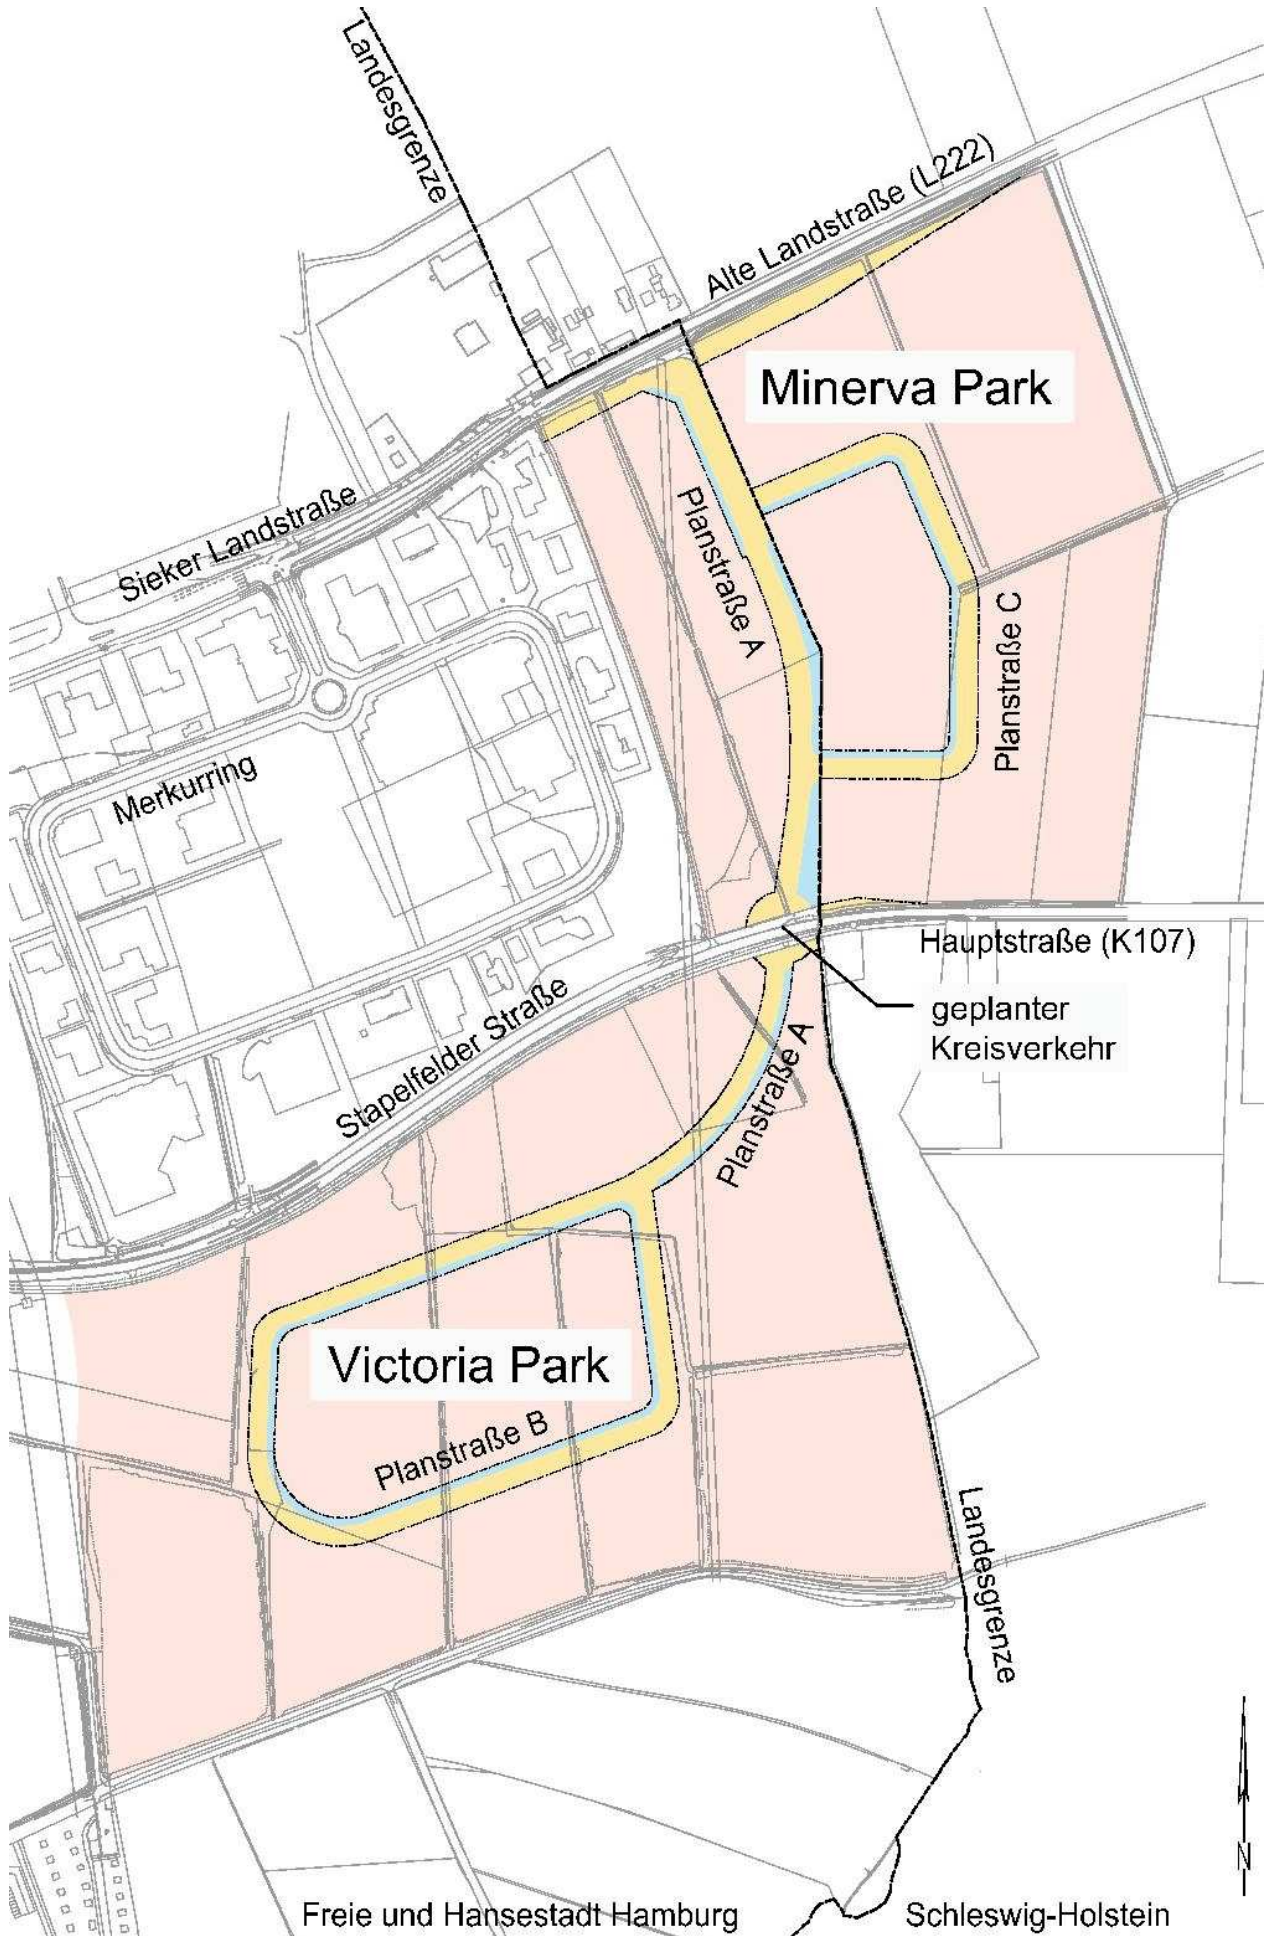 Landesgrenze
Alte Landstraße (L222)
Minerva Park
Sieker Landstraße
Planstraße A
Planstraße C
Merkurring
Hauptstraße (K107)
geplanter
Kreisverkehr
Stapelfelder Straße
Planstraße A
Victoria Park
Planstraße B
Landesgrenze
N
Freie und Hansestadt Hamburg
Schleswig-Holstein